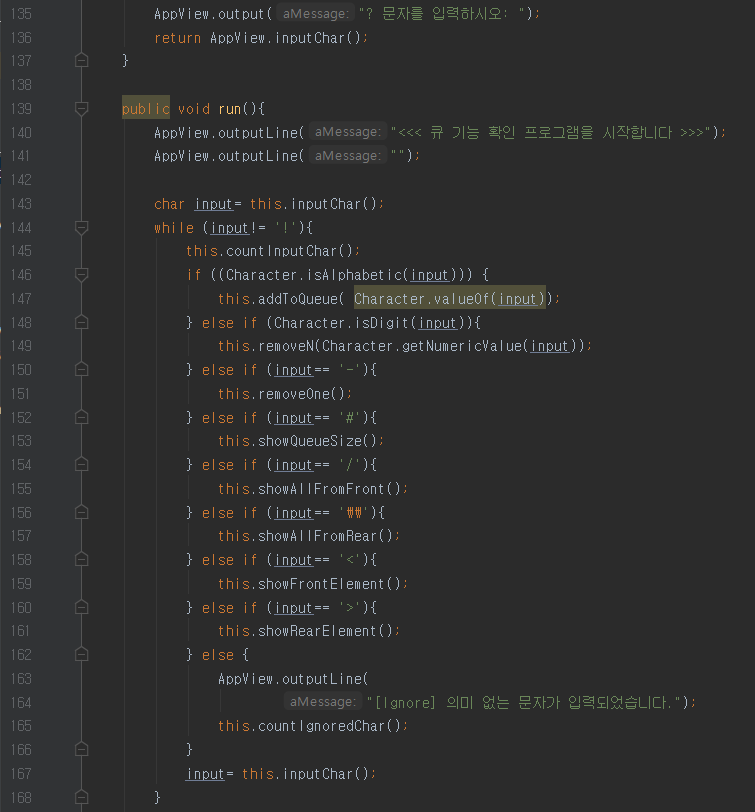 135 AppView.output( aMessage: "? 문자를 입력하시오: ");
136 return AppView.inputChar();
137 }
138
139 public void run(){
140 AppView.outputLine( aMessage: "<<< 큐 기능 확인 프로그램을 시작합니다 >>>");
141 AppView.outputLine( aMessage: "");
142
143 char input= this.inputChar();
144 while (input!= '!'){
145 this.countInputChar();
146 if ((Character.isAlphabetic(input))) {
147 this.addToQueue( Character.valueOf(input));
148 } else if (Character.isDigit(input)){
149 this.removeN(Character.getNumericValue(input));
150 } else if (input== '-'){
151 this.removeOne();
152 } else if (input== '#'){
153 this.showQueueSize();
154 } else if (input== '/'){
155 this.showAllFromFront();
156 } else if (input== '₩₩'){
157 this.showAllFromRear();
158 } else if (input== '<'){
159 this.showFrontElement();
160 } else if (input== '>'){
161 this.showRearElement();
162 } else {
163 AppView.outputLine(
164 aMessage: "[Ignore] 의미 없는 문자가 입력되었습니다.");
165 this.countIgnoredChar();
166 }
167 input= this.inputChar();
168 }